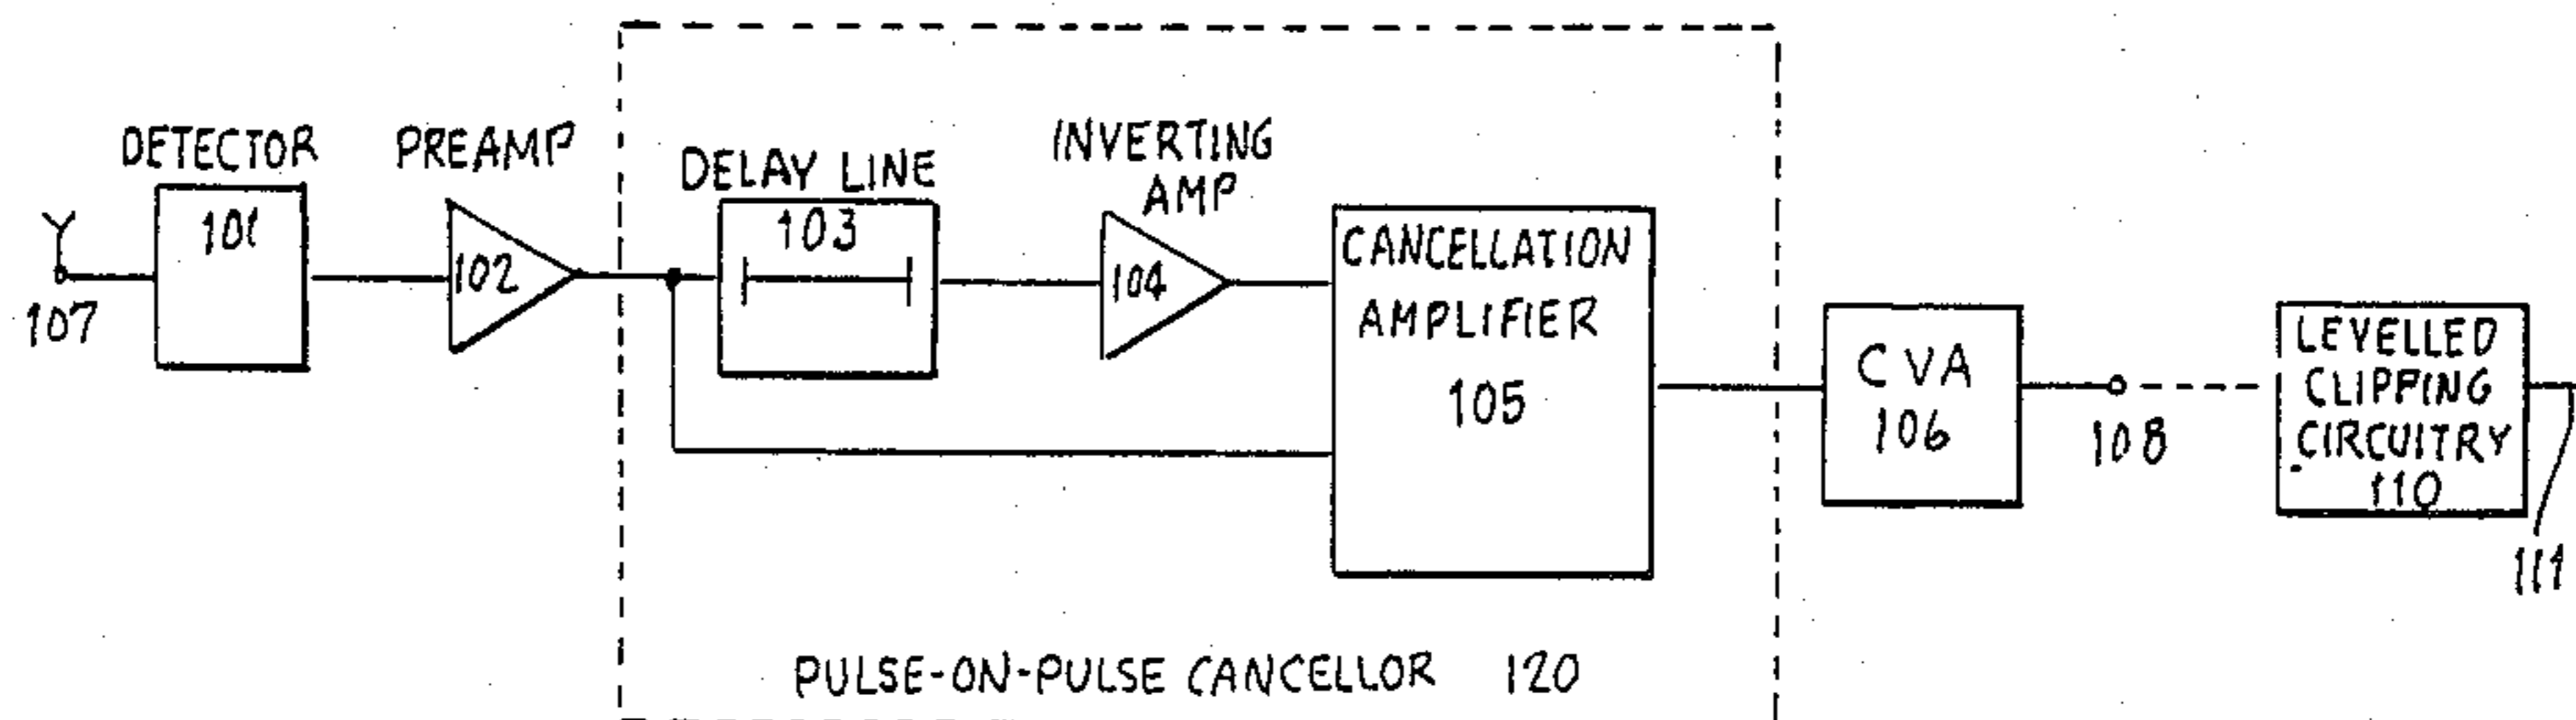 DETECTOR
101
PREAMP
102
107
DELAY LINE
103
INVERTING
AMP
104
CANCELLATION
AMPLIFIER
105
PULSE-ON-PULSE CANCELLOR 120
CVA
106
108
LEVELLED
CLIPPING
CIRCUITRY
110
111